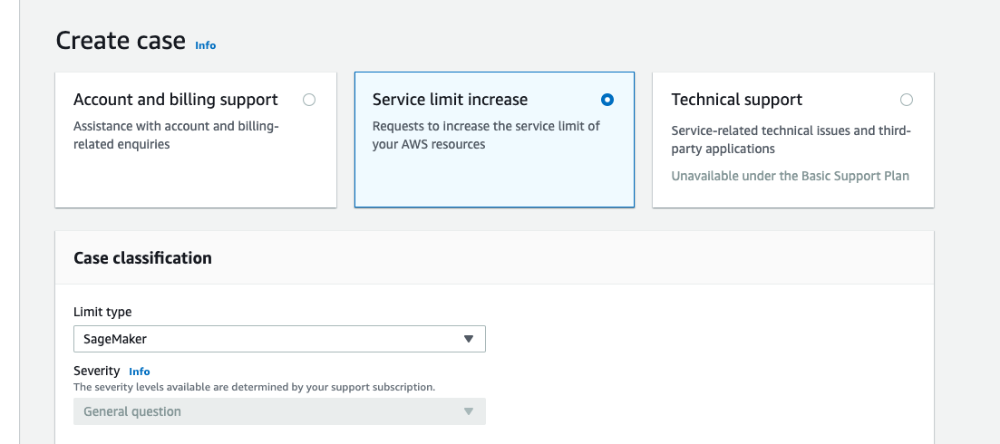 Create case Info
Account and billing support
Assistance with account and billing-
related enquiries
Service limit increase
Requests to increase the service limit of
your AWS resources
Technical support
Service-related technical issues and third-
party applications
Unavailable under the Basic Support Plan
Case classification
Limit type
SageMaker
Severity Info
The severity levels available are determined by your support subscription.
General question